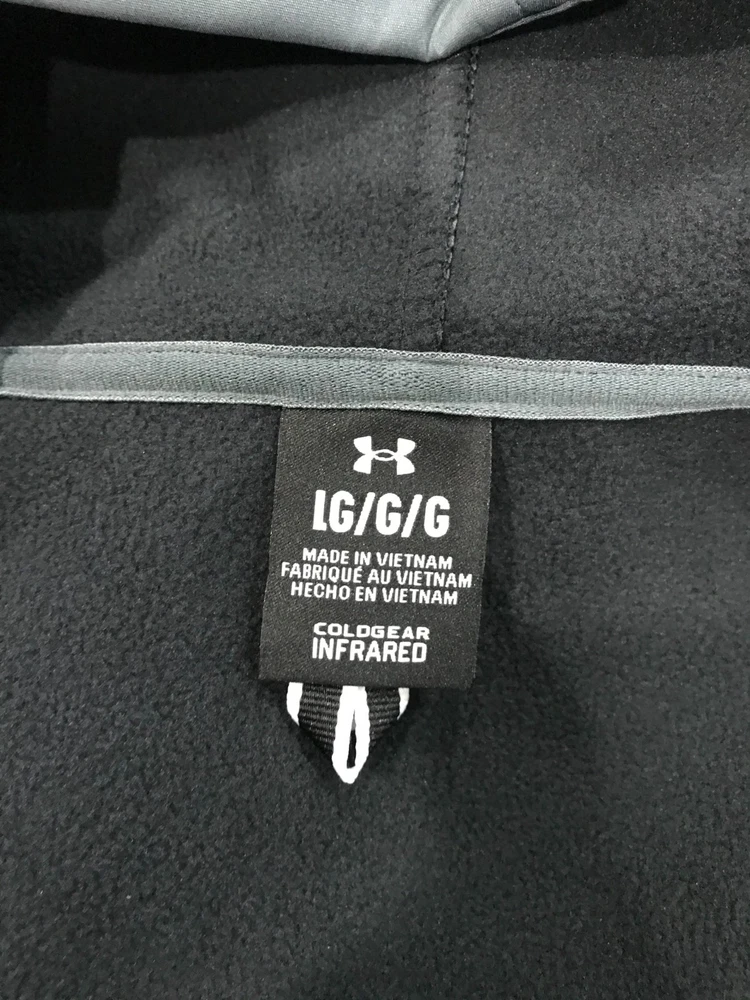 LG/G/G
MADE IN VIETNAM
FABRIQUÉ AU VIETNAM
HECHO EN VIETNAM
COLDGEAR
INFRARED